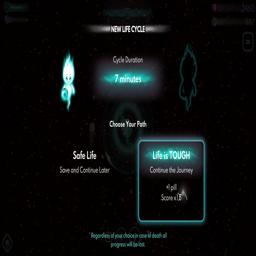 NEW LIFE CYCLE
Cycle Duration
7 minutes
Choose Your Path
Safe Life
Save and Continue Later
Life is TOUGH
Continue the Journey
+1 pill
Score x1.5
* Regardless of your choice in case of death all
progress will be lost.